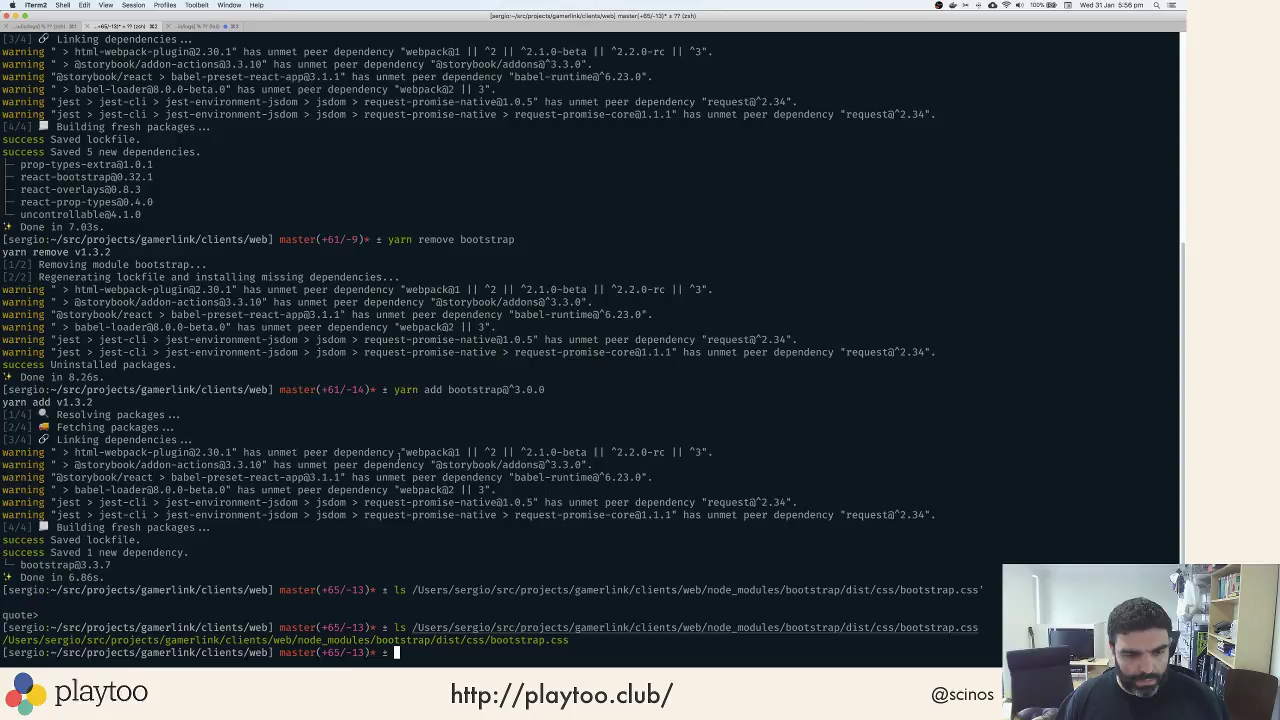 iTerm2 Shell Edit View Session Profiles Toolbelt Window Help
100% Wed 31 Jan 5:56 pm
[sergio:~/src/projects/gamerlink/clients/web] master(+65/-13)* ± ?? (zsh)
[3/4] 🔗 Linking dependencies...
warning " > html-webpack-plugin@2.30.1" has unmet peer dependency "webpack@1 || ^2 || ^2.1.0-beta || ^2.2.0-rc || ^3".
warning " > @storybook/addon-actions@3.3.10" has unmet peer dependency "@storybook/addons@^3.3.0".
warning "@storybook/react > babel-preset-react-app@3.1.1" has unmet peer dependency "babel-runtime@^6.23.0".
warning " > babel-loader@8.0.0-beta.0" has unmet peer dependency "webpack@2 || 3".
warning "jest > jest-cli > jest-environment-jsdom > jsdom > request-promise-native@1.0.5" has unmet peer dependency "request@^2.34".
warning "jest > jest-cli > jest-environment-jsdom > jsdom > request-promise-native > request-promise-core@1.1.1" has unmet peer dependency "request@^2.34".
[4/4] 📃 Building fresh packages...
success Saved lockfile.
success Saved 5 new dependencies.
├─ prop-types-extra@1.0.1
├─ react-bootstrap@0.32.1
├─ react-overlays@0.8.3
├─ react-prop-types@0.4.0
└─ uncontrollable@4.1.0
✨ Done in 7.03s.
[sergio:~/src/projects/gamerlink/clients/web] master(+61/-9)* ± yarn remove bootstrap
yarn remove v1.3.2
[1/2] Removing module bootstrap...
[2/2] Regenerating lockfile and installing missing dependencies...
warning " > html-webpack-plugin@2.30.1" has unmet peer dependency "webpack@1 || ^2 || ^2.1.0-beta || ^2.2.0-rc || ^3".
warning " > @storybook/addon-actions@3.3.10" has unmet peer dependency "@storybook/addons@^3.3.0".
warning "@storybook/react > babel-preset-react-app@3.1.1" has unmet peer dependency "babel-runtime@^6.23.0".
warning " > babel-loader@8.0.0-beta.0" has unmet peer dependency "webpack@2 || 3".
warning "jest > jest-cli > jest-environment-jsdom > jsdom > request-promise-native@1.0.5" has unmet peer dependency "request@^2.34".
warning "jest > jest-cli > jest-environment-jsdom > jsdom > request-promise-native > request-promise-core@1.1.1" has unmet peer dependency "request@^2.34".
success Uninstalled packages.
✨ Done in 8.26s.
[sergio:~/src/projects/gamerlink/clients/web] master(+61/-14)* ± yarn add bootstrap@^3.0.0
yarn add v1.3.2
[1/4] 🔍 Resolving packages...
[2/4] 🚚 Fetching packages...
[3/4] 🔗 Linking dependencies...
warning " > html-webpack-plugin@2.30.1" has unmet peer dependency "webpack@1 || ^2 || ^2.1.0-beta || ^2.2.0-rc || ^3".
warning " > @storybook/addon-actions@3.3.10" has unmet peer dependency "@storybook/addons@^3.3.0".
warning "@storybook/react > babel-preset-react-app@3.1.1" has unmet peer dependency "babel-runtime@^6.23.0".
warning " > babel-loader@8.0.0-beta.0" has unmet peer dependency "webpack@2 || 3".
warning "jest > jest-cli > jest-environment-jsdom > jsdom > request-promise-native@1.0.5" has unmet peer dependency "request@^2.34".
warning "jest > jest-cli > jest-environment-jsdom > jsdom > request-promise-native > request-promise-core@1.1.1" has unmet peer dependency "request@^2.34".
[4/4] 📃 Building fresh packages...
success Saved lockfile.
success Saved 1 new dependency.
└─ bootstrap@3.3.7
✨ Done in 6.86s.
[sergio:~/src/projects/gamerlink/clients/web] master(+65/-13)* ± ls /Users/sergio/src/projects/gamerlink/clients/web/node_modules/bootstrap/dist/css/bootstrap.css'
quote>
[sergio:~/src/projects/gamerlink/clients/web] master(+65/-13)* ± ls /Users/sergio/src/projects/gamerlink/clients/web/node_modules/bootstrap/dist/css/bootstrap.css
/Users/sergio/src/projects/gamerlink/clients/web/node_modules/bootstrap/dist/css/bootstrap.css
[sergio:~/src/projects/gamerlink/clients/web] master(+65/-13)* ±
playtoo
http://playtoo.club/
@scinos